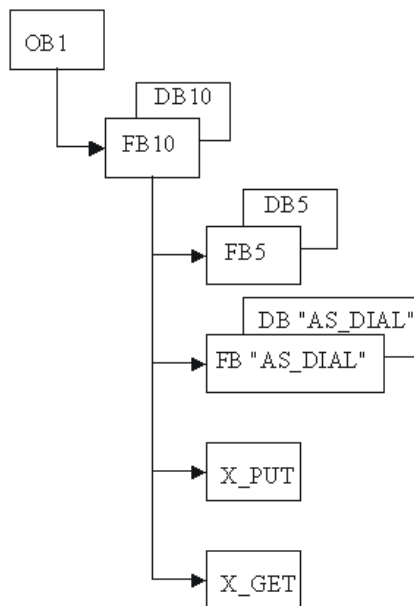 OB1
DB10
FB10
DB5
FB5
DB "AS_DIAL"
FB "AS_DIAL"
X_PUT
X_GET